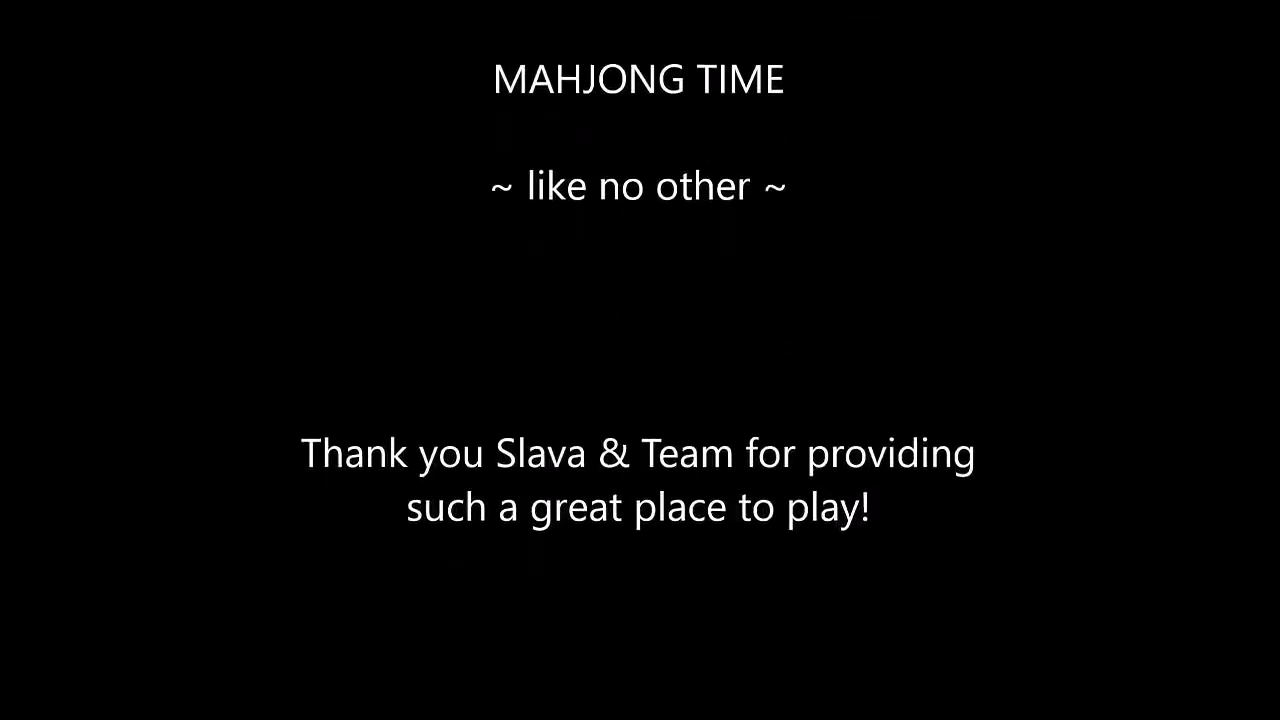 MAHJONG TIME
~ like no other ~
Thank you Slava & Team for providing
such a great place to play!